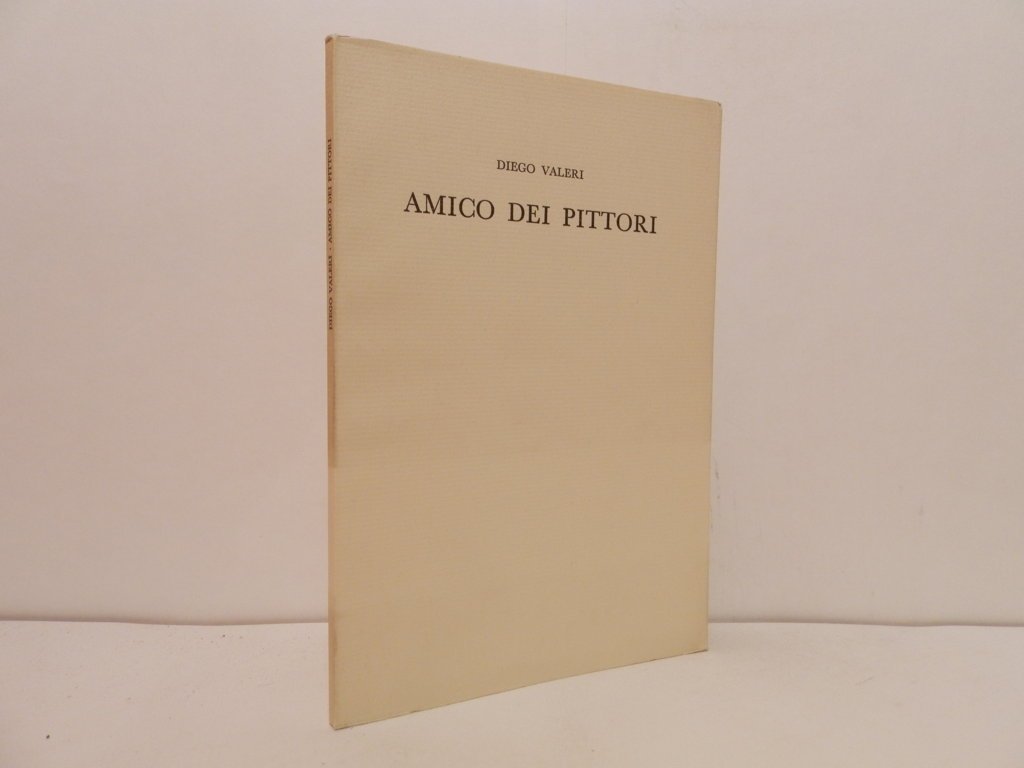 DIEGO VALERI
AMICO DEI PITTORI
DIEGO VALERI - AMICO DEI PITTORI